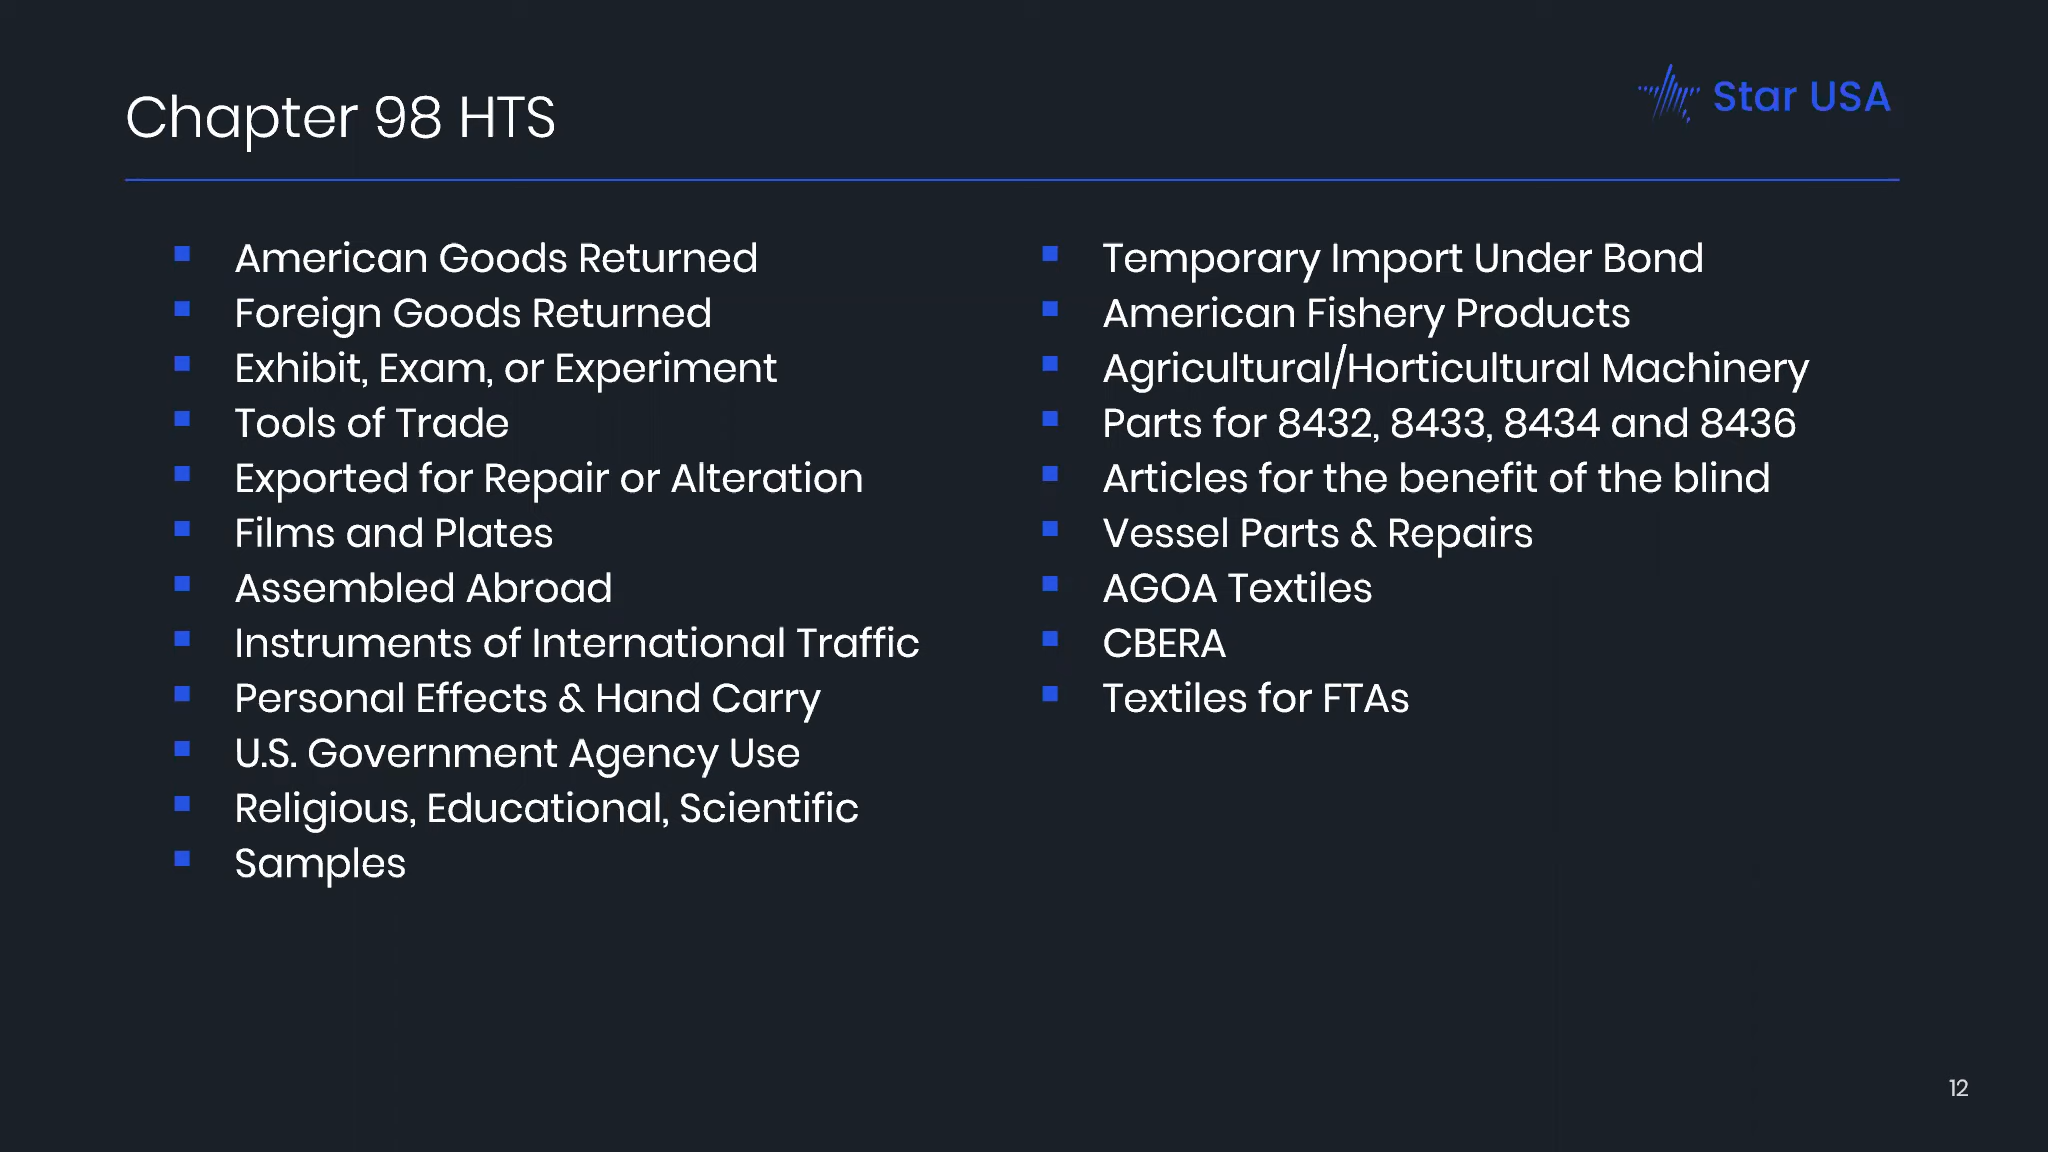 Chapter 98 HTS
Star USA
American Goods Returned
Foreign Goods Returned
Exhibit, Exam, or Experiment
Tools of Trade
Exported for Repair or Alteration
Films and Plates
Assembled Abroad
Instruments of International Traffic
Personal Effects & Hand Carry
U.S. Government Agency Use
Religious, Educational, Scientific
Samples
Temporary Import Under Bond
American Fishery Products
Agricultural/Horticultural Machinery
Parts for 8432, 8433, 8434 and 8436
Articles for the benefit of the blind
Vessel Parts & Repairs
AGOA Textiles
CBERA
Textiles for FTAs
12